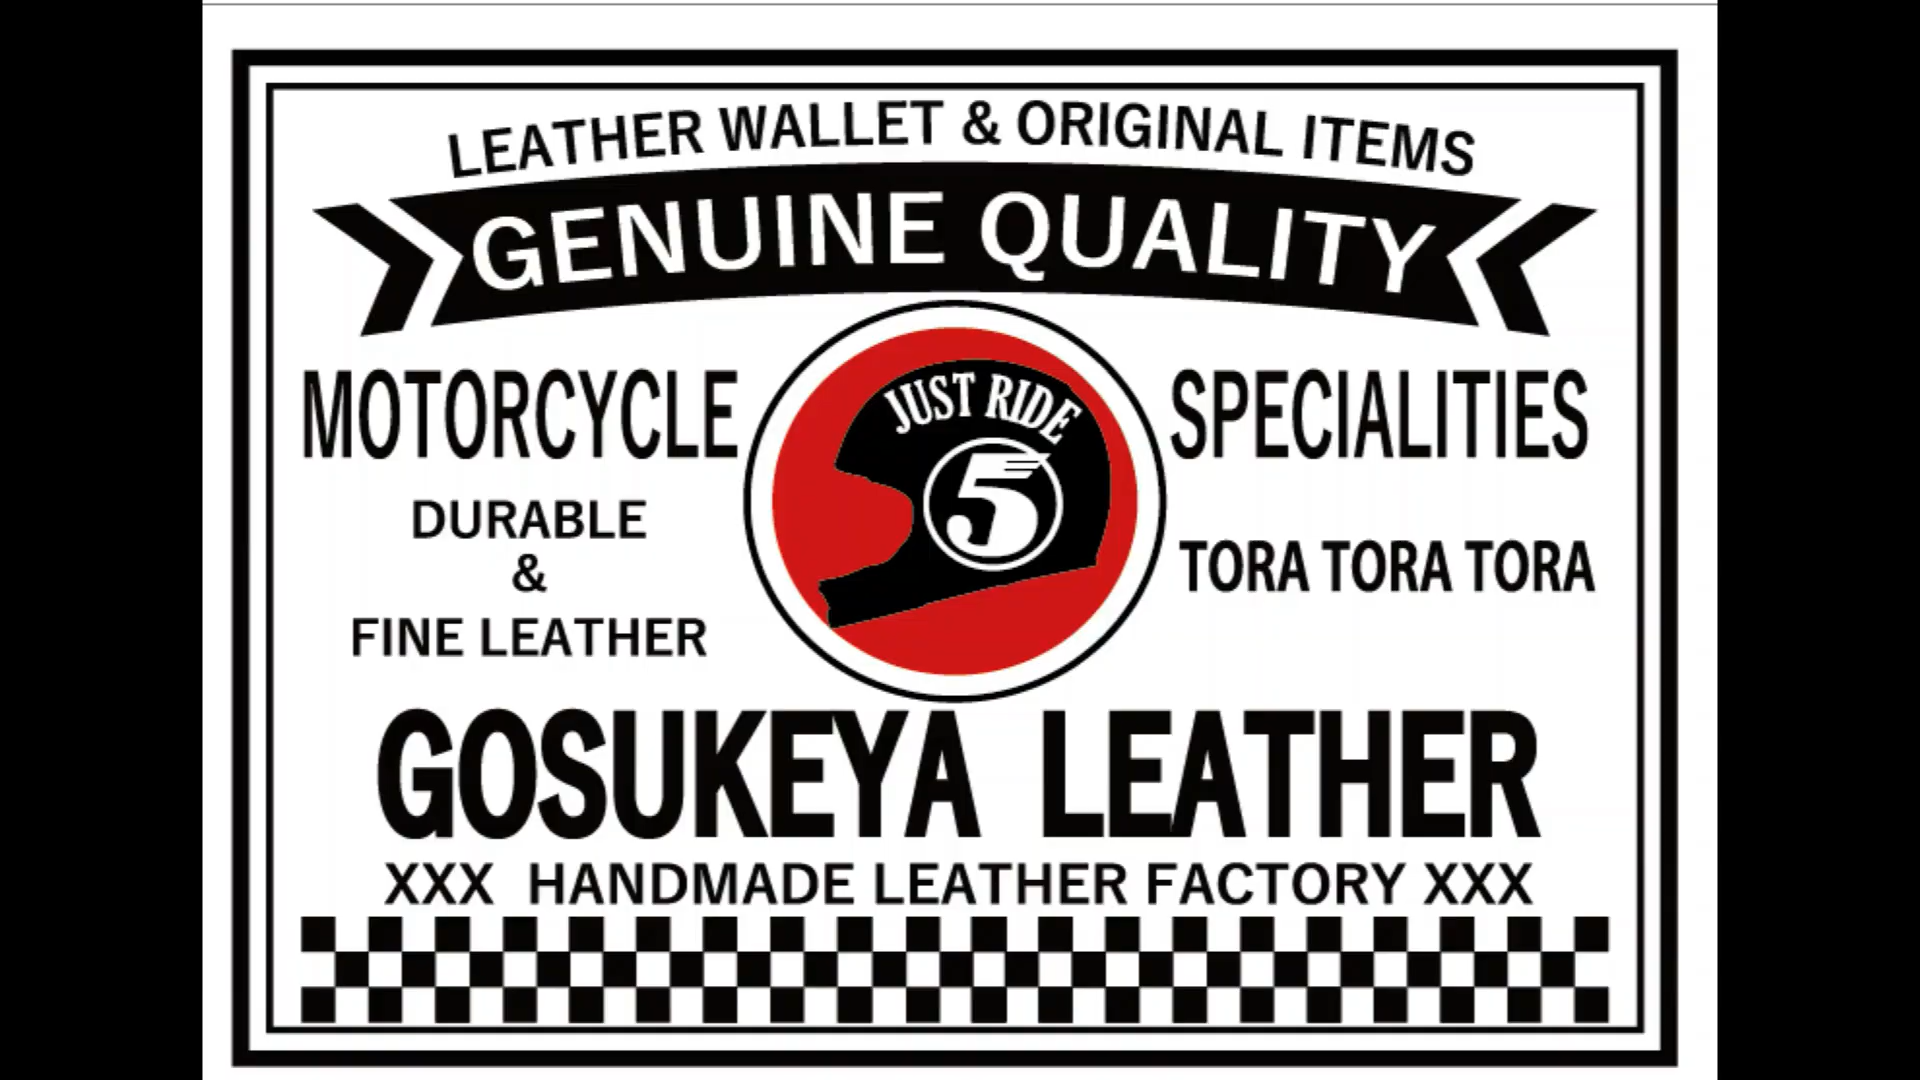 LEATHER WALLET & ORIGINAL ITEMS
GENUINE QUALITY
JUST RIDE
5
MOTORCYCLE
SPECIALITIES
DURABLE
&
FINE LEATHER
TORA TORA TORA
GOSUKEYA LEATHER
XXX HANDMADE LEATHER FACTORY XXX